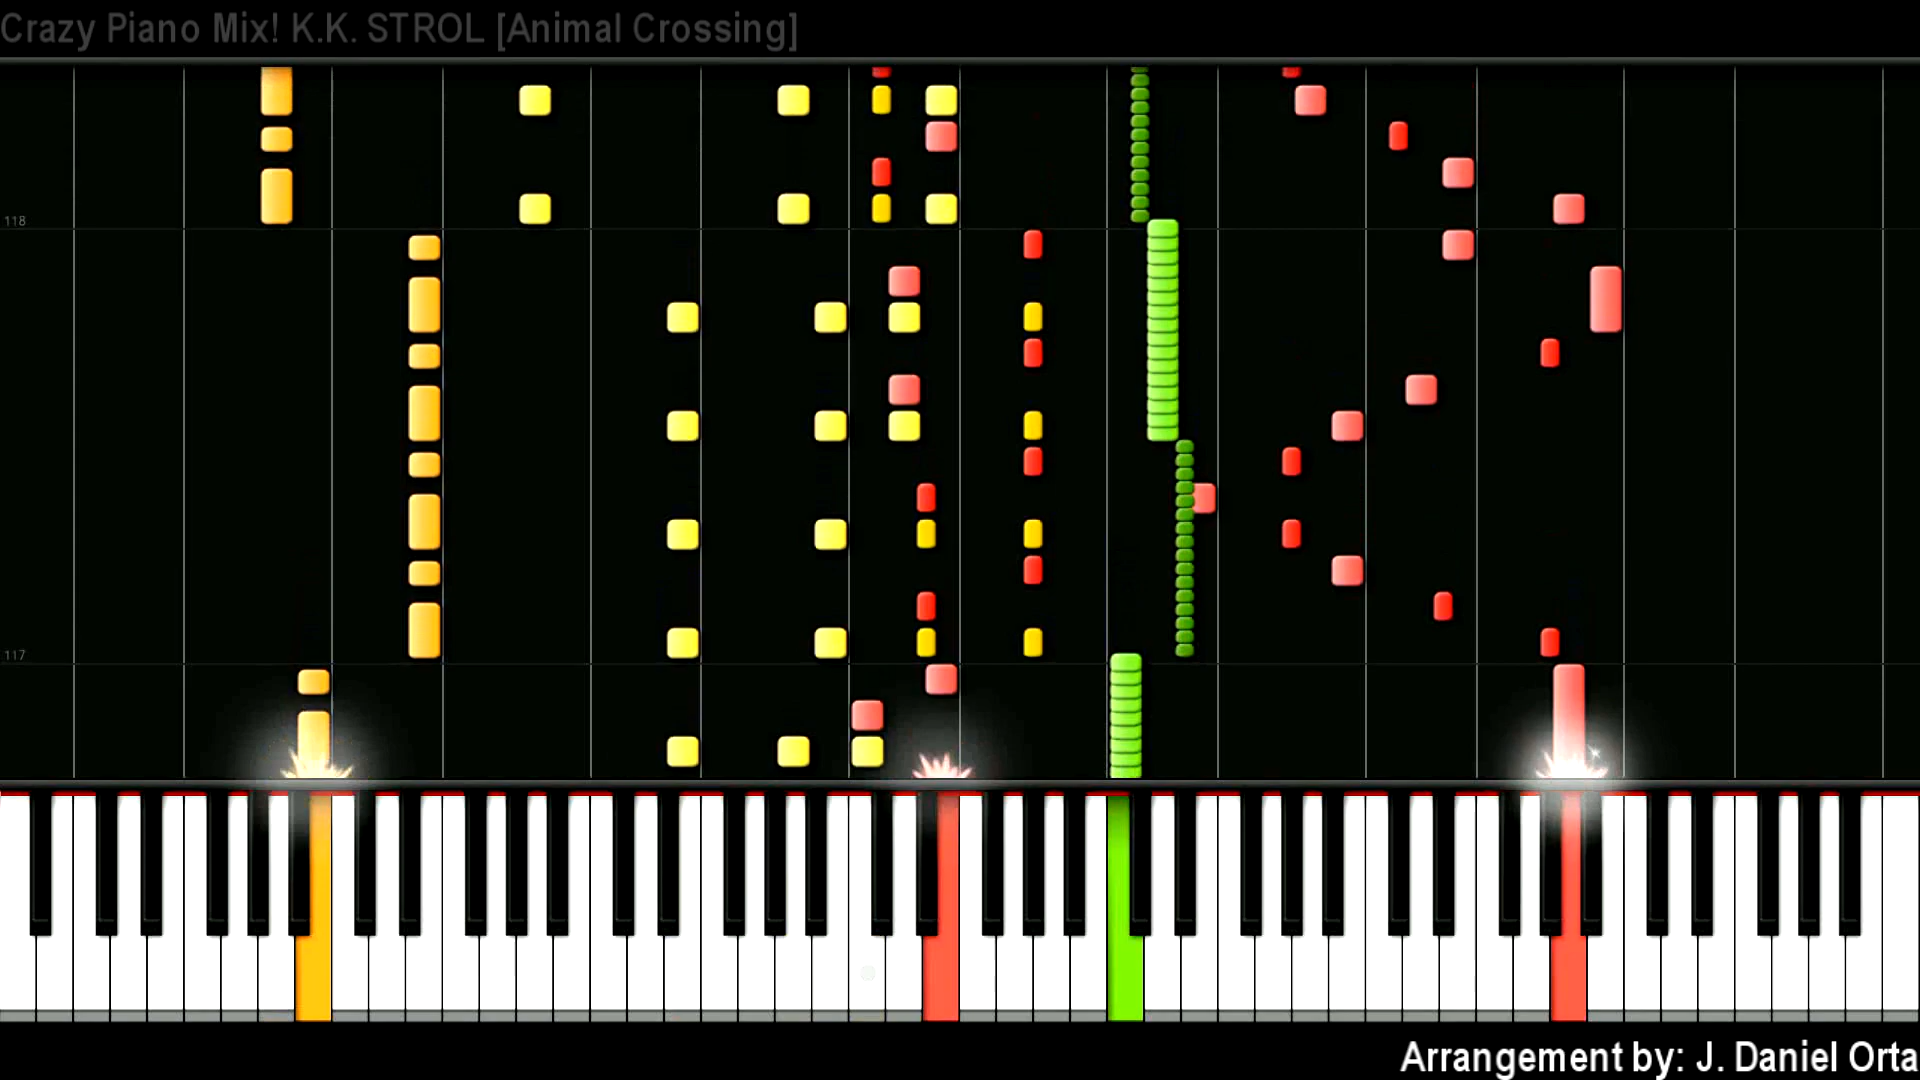 Crazy Piano Mix! K.K. STROL [Animal Crossing]
118
117
Arrangement by: J. Daniel Orta